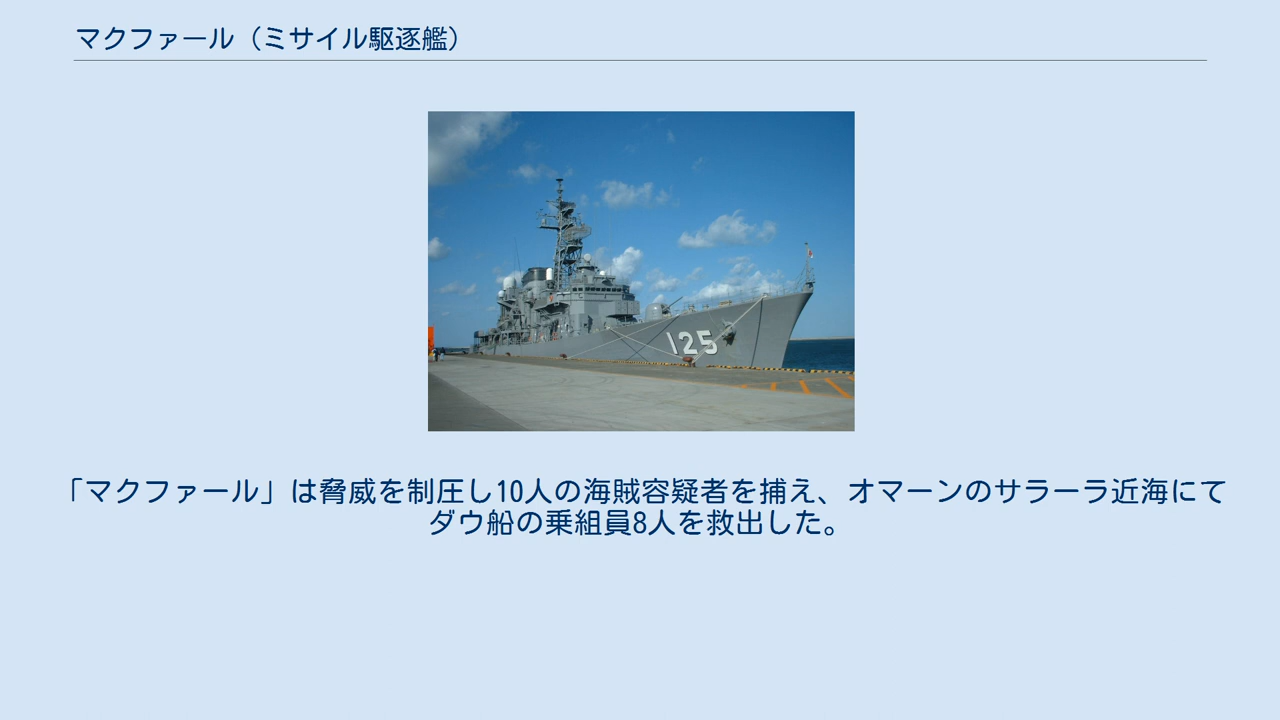 マクファール（ミサイル駆逐艦）
125
「マクファール」は脅威を制圧し10人の海賊容疑者を捕え、オマーンのサラーラ近海にて
ダウ船の乗組員8人を救出した。